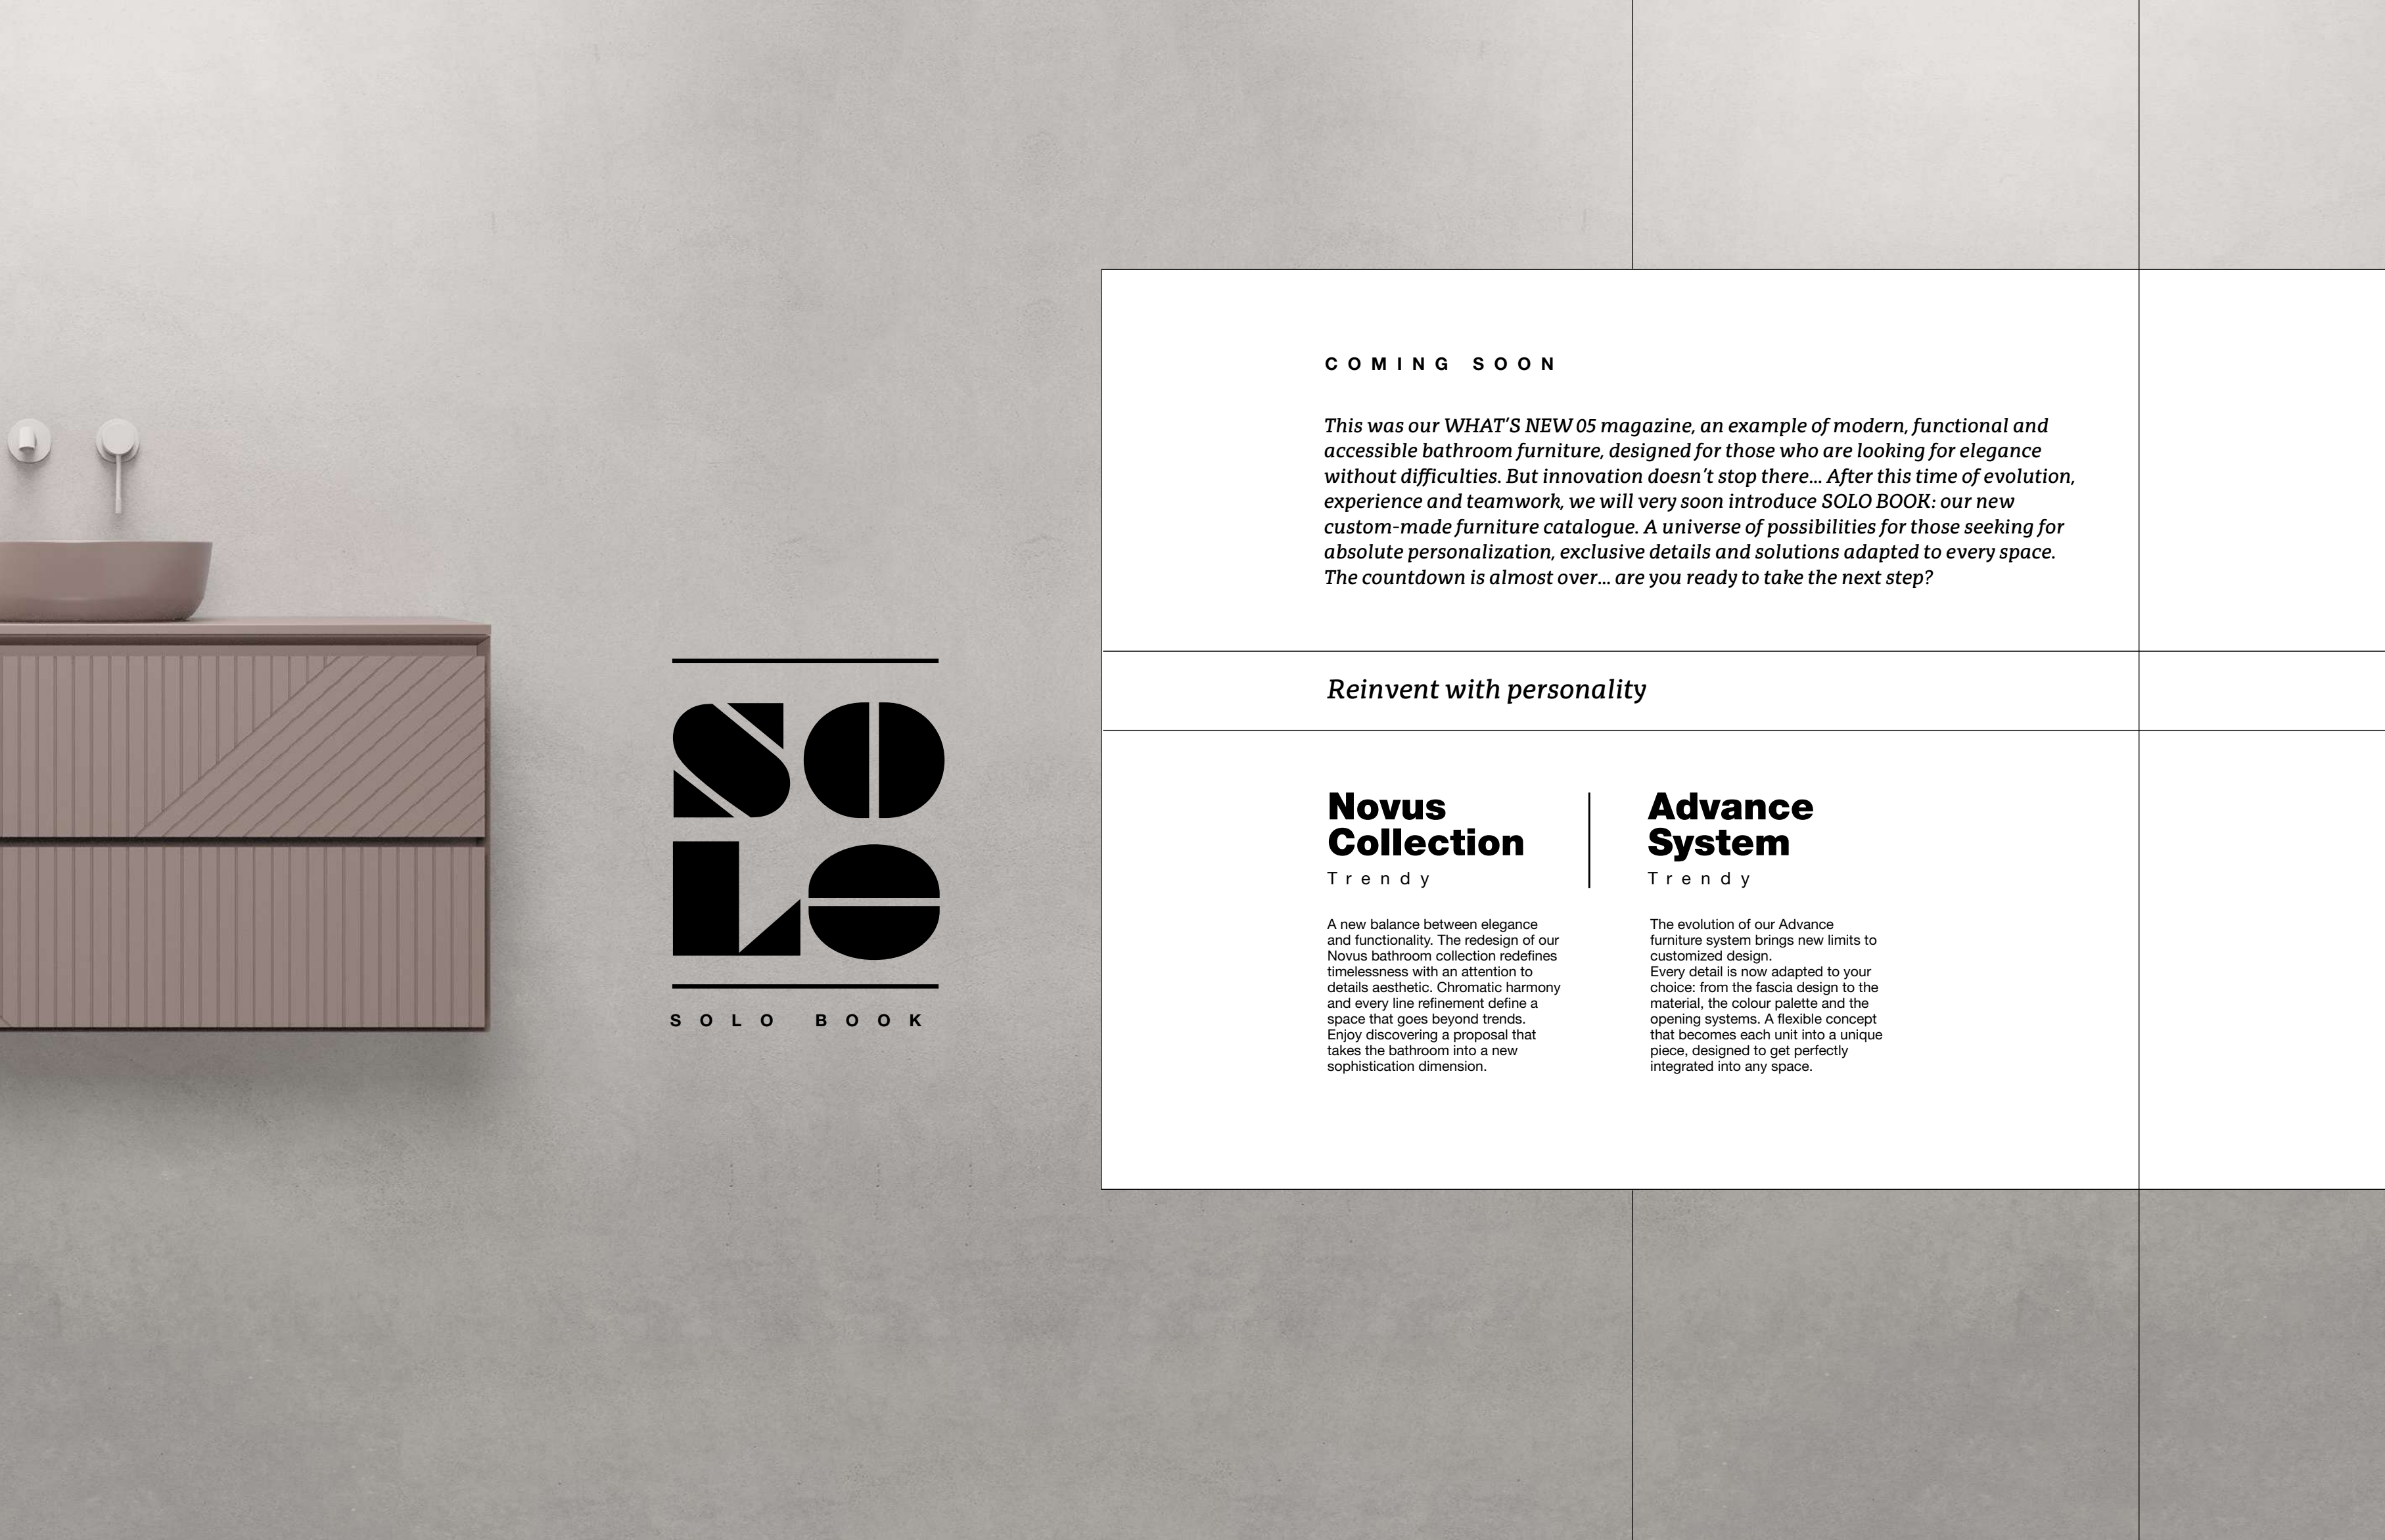 SO
LO
SOLO BOOK
COMING SOON
This was our WHAT'S NEW 05 magazine, an example of modern, functional and
accessible bathroom furniture, designed for those who are looking for elegance
without difficulties. But innovation doesn't stop there... After this time of evolution,
experience and teamwork, we will very soon introduce SOLO BOOK: our new
custom-made furniture catalogue. A universe of possibilities for those seeking for
absolute personalization, exclusive details and solutions adapted to every space.
The countdown is almost over... are you ready to take the next step?
Reinvent with personality
Novus
Collection
Trendy
A new balance between elegance
and functionality. The redesign of our
Novus bathroom collection redefines
timelessness with an attention to
details aesthetic. Chromatic harmony
and every line refinement define a
space that goes beyond trends.
Enjoy discovering a proposal that
takes the bathroom into a new
sophistication dimension.
Advance
System
Trendy
The evolution of our Advance
furniture system brings new limits to
customized design.
Every detail is now adapted to your
choice: from the fascia design to the
material, the colour palette and the
opening systems. A flexible concept
that becomes each unit into a unique
piece, designed to get perfectly
integrated into any space.